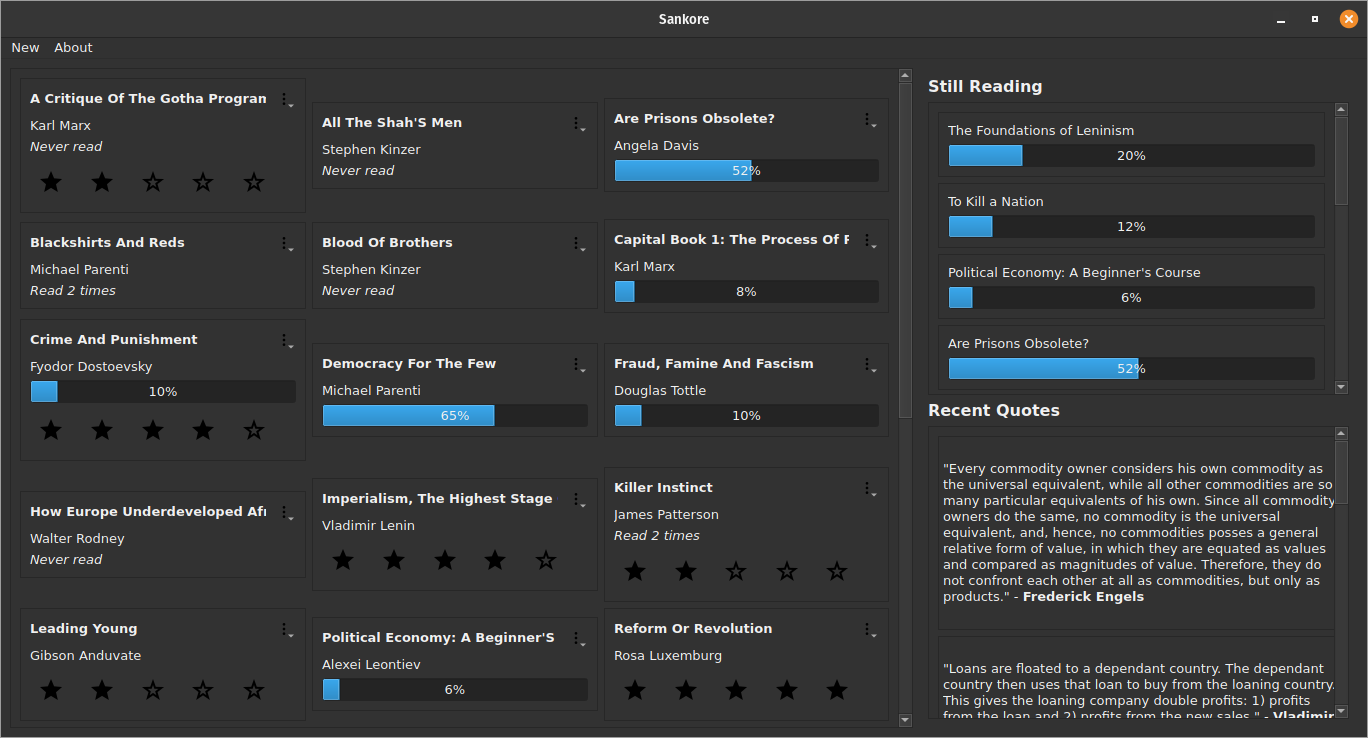 Sankore
New About
A Critique Of The Gotha Program
Karl Marx
Never read
All The Shah'S Men
Stephen Kinzer
Never read
Are Prisons Obsolete?
Angela Davis
52%
Blackshirts And Reds
Michael Parenti
Read 2 times
Blood Of Brothers
Stephen Kinzer
Never read
Capital Book 1: The Process Of
Karl Marx
8%
Crime And Punishment
Fyodor Dostoevsky
10%
Democracy For The Few
Michael Parenti
65%
Fraud, Famine And Fascism
Douglas Tottle
10%
How Europe Underdeveloped
Walter Rodney
Never read
Imperialism, The Highest Stage
Vladimir Lenin
Killer Instinct
James Patterson
Read 2 times
Leading Young
Gibson Anduvate
Political Economy: A Beginner'S
Alexei Leontiev
6%
Reform Or Revolution
Rosa Luxemburg
Still Reading
The Foundations of Leninism
20%
To Kill a Nation
12%
Political Economy: A Beginner's Course
6%
Are Prisons Obsolete?
52%
Recent Quotes
"Every commodity owner considers his own commodity as
the universal equivalent, while all other commodities are so
many particular equivalents of his own. Since all commodity
owners do the same, no commodity is the universal
equivalent, and, hence, no commodities posses a general
relative form of value, in which they are equated as values
and compared as magnitudes of value. Therefore, they do
not confront each other at all as commodities, but only as
products." - Frederick Engels
"Loans are floated to a dependant country. The dependant
country then uses that loan to buy from the loaning country.
This gives the loaning company double profits: 1) profits
from the loan and 2) profits from the new sales." - Vladimir